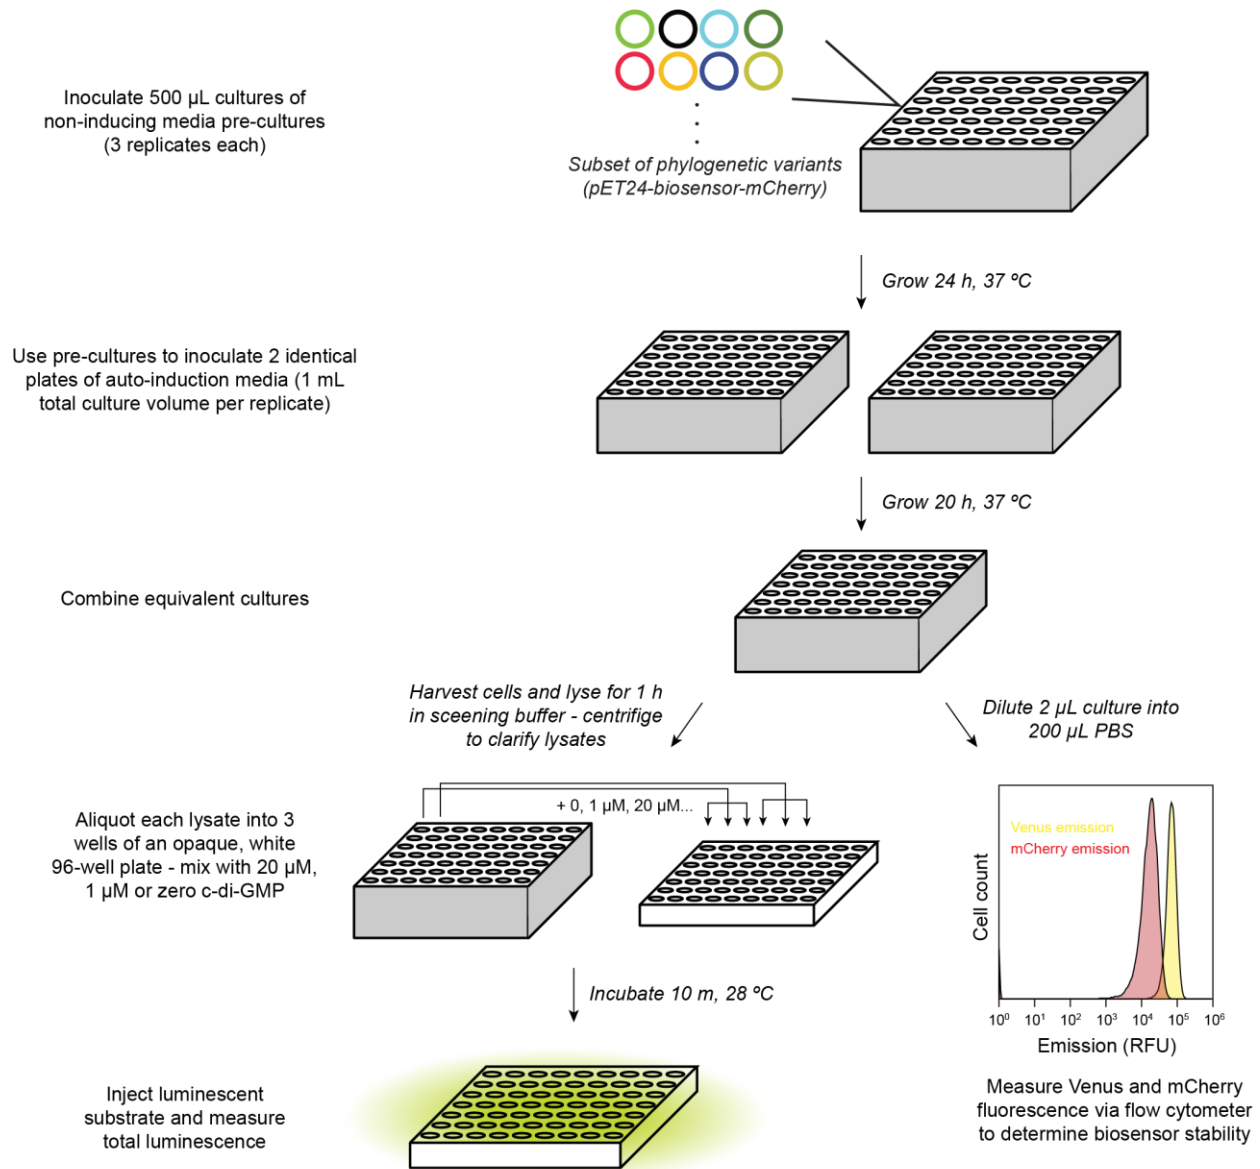 Inoculate 500 µL cultures of
non-inducing media pre-cultures
(3 replicates each)
Subset of phylogenetic variants
(pET24-biosensor-mCherry)
Grow 24 h, 37 ºC
Use pre-cultures to inoculate 2 identical
plates of auto-induction media (1 mL
total culture volume per replicate)
Grow 20 h, 37 ºC
Combine equivalent cultures
Harvest cells and lyse for 1 h
in sceening buffer - centrifige
to clarify lysates
Dilute 2 µL culture into
200 µL PBS
Aliquot each lysate into 3
wells of an opaque, white
96-well plate - mix with 20 µM,
1 µM or zero c-di-GMP
+ 0, 1 µM, 20 µM...
Venus emission
mCherry emission
Cell count
10⁰ 10¹ 10² 10³ 10⁴ 10⁵ 10⁶
Emission (RFU)
Incubate 10 m, 28 ºC
Inject luminescent
substrate and measure
total luminescence
Measure Venus and mCherry
fluorescence via flow cytometer
to determine biosensor stability